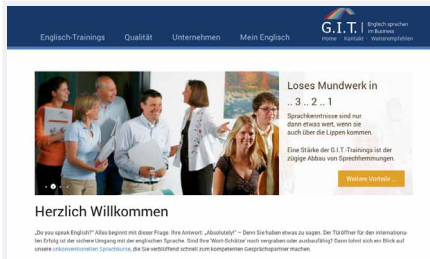 Englisch-Trainings Qualität Unternehmen Mein Englisch
G.I.T. | Englisch sprechen
im Business
Home · Kontakt · Weiterempfehlen
Loses Mundwerk in
.. 3 .. 2 .. 1
Sprachkenntnisse sind nur
dann etwas wert, wenn sie
auch über die Lippen kommen.
Eine Stärke der G.I.T.-Trainings ist der
zügige Abbau von Sprechhemmungen.
Weitere Vorteile ...
Herzlich Willkommen
„Do you speak English?“ Alles beginnt mit dieser Frage. Ihre Antwort: „Absolutely!“ – Denn Sie haben etwas zu sagen. Der Türöffner für den internationa-
len Erfolg ist der sichere Umgang mit der englischen Sprache. Sind Ihre 'Wort-Schätze' noch vergraben oder ausbaufähig? Dann lohnt sich ein Blick auf
unsere unkonventionellen Sprachkurse, die Sie verblüffend schnell zum kompetenten Gesprächspartner machen.